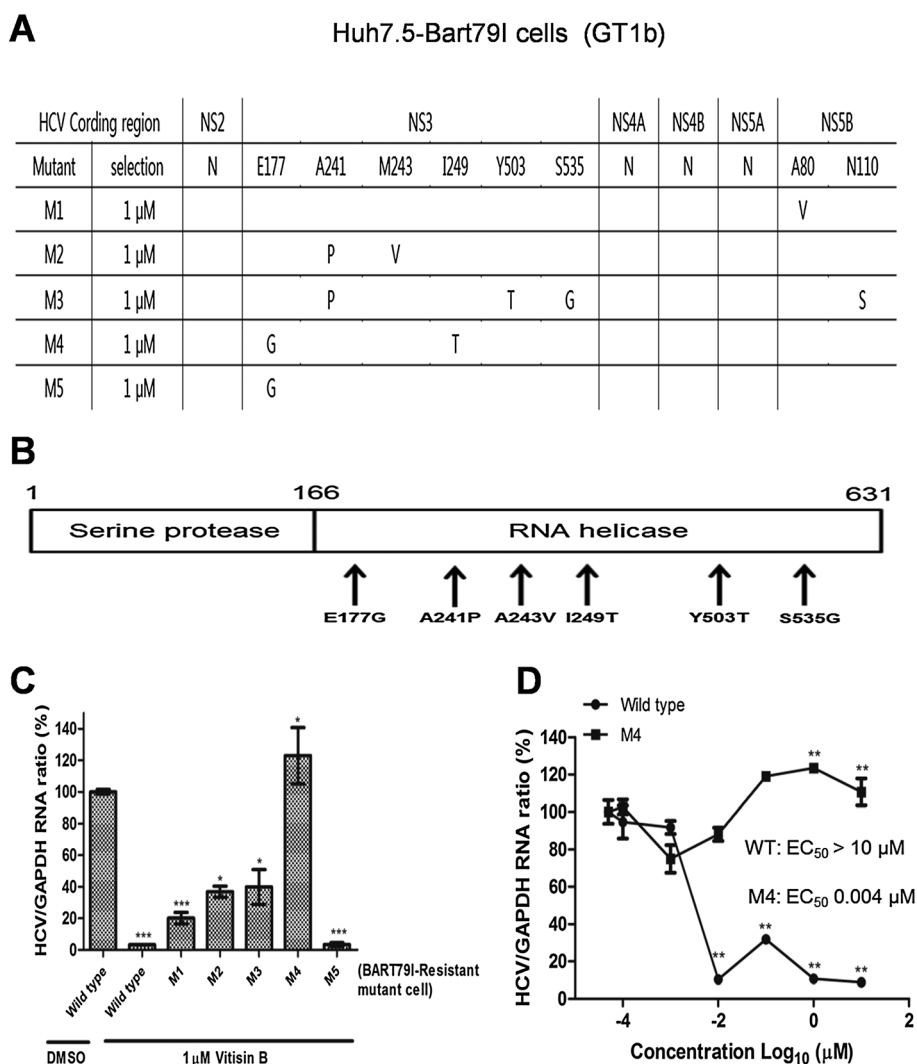 A
Huh7.5-Bart79I cells (GT1b)
HCV Cording region NS2 NS3 NS4A NS4B NS5A NS5B
Mutant selection N E177 A241 M243 I249 Y503 S535 N N N A80 N110
M1 1 µM V
M2 1 µM P V
M3 1 µM P T G S
M4 1 µM G T
M5 1 µM G
B
1 166 631
Serine protease RNA helicase
E177G A241P A243V I249T Y503T S535G
C
HCV/GAPDH RNA ratio (%)
140
120
100
80
60
40
20
0
***
***
*
*
*
***
Wild type Wild type M1 M2 M3 M4 M5
(BART79I-Resistant
mutant cell)
DMSO 1µM Vitisin B
D
Wild type
M4
HCV/GAPDH RNA ratio (%)
140
120
100
80
60
40
20
0
** **
** ** ** **
WT: EC50 > 10 µM
M4: EC50 0.004 µM
-4 -2 0 2
Concentration Log10 (µM)